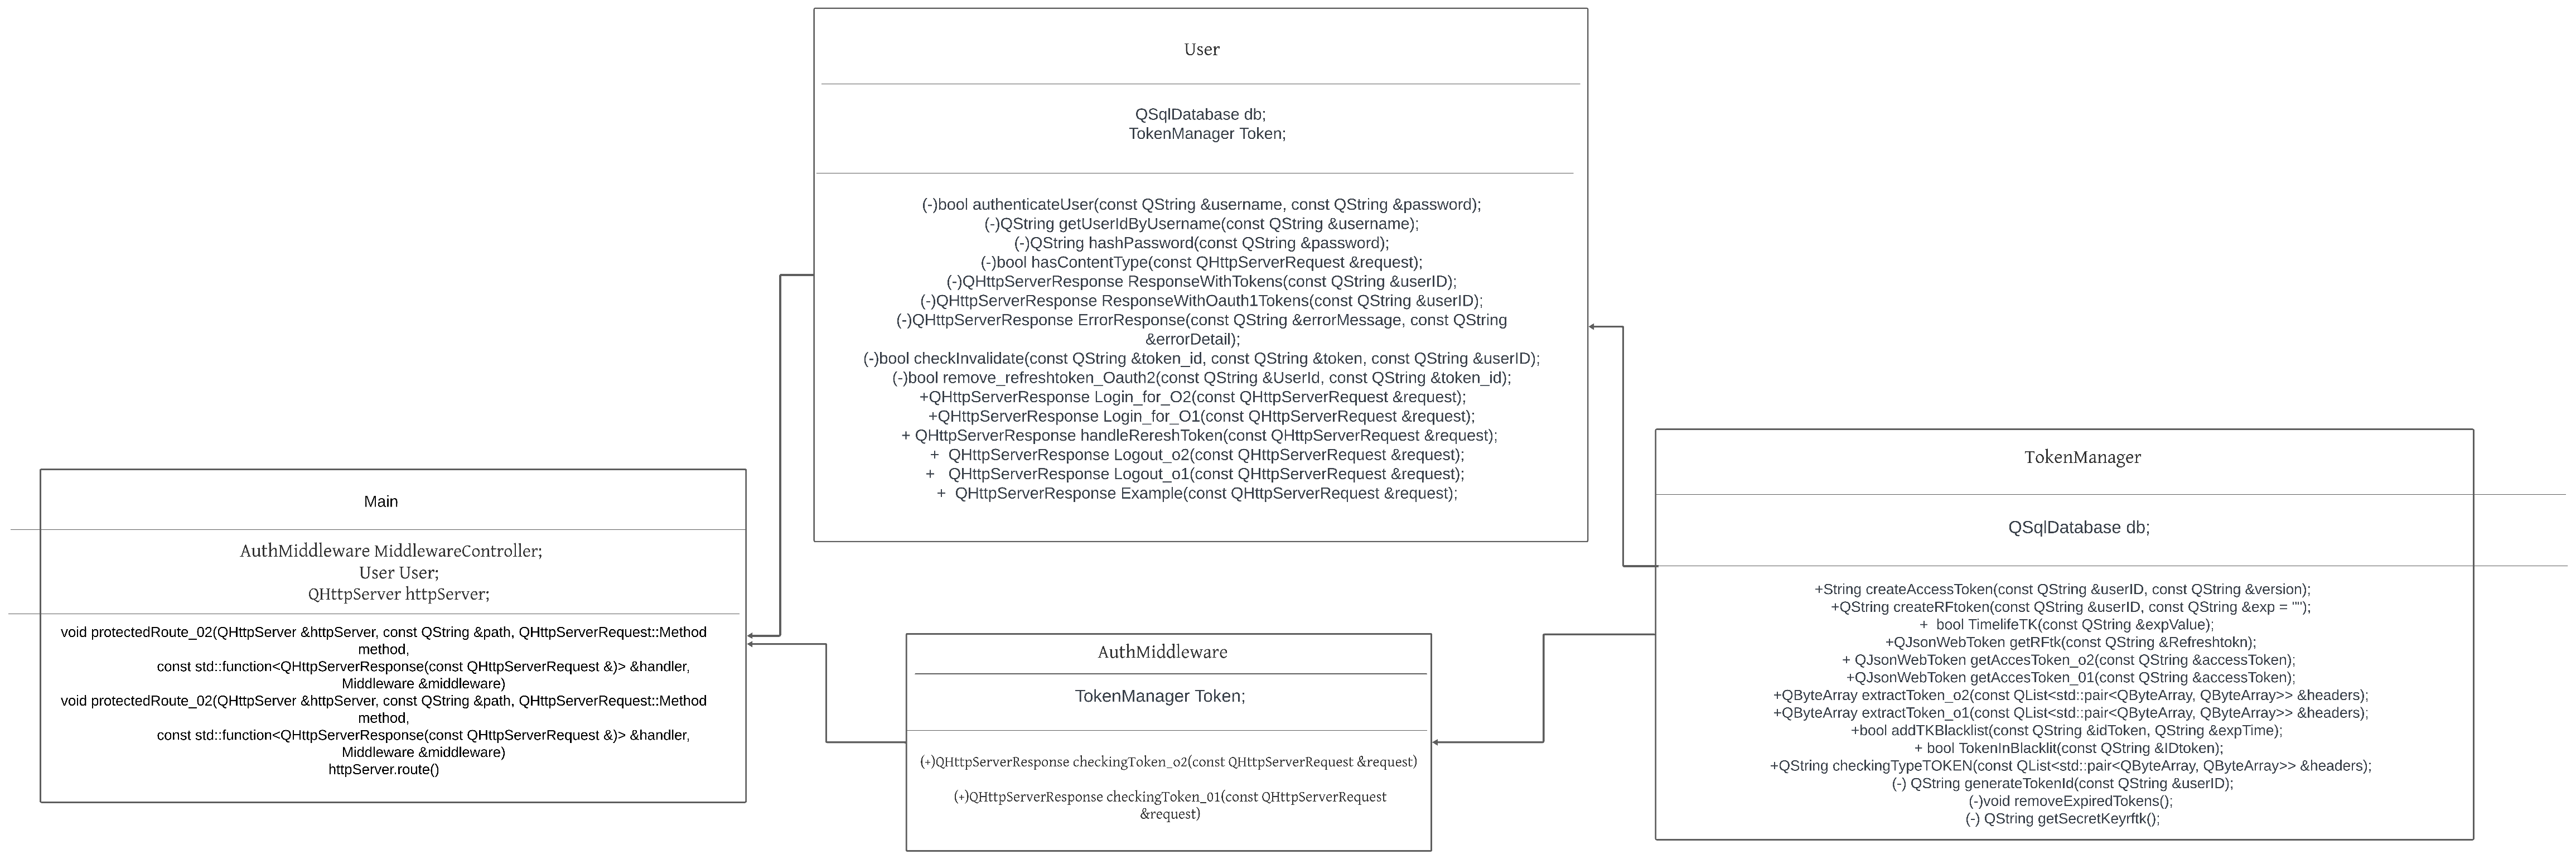 User
QSqlDatabase db;
TokenManager Token;
(-)bool authenticateUser(const QString &username, const QString &password);
(-)QString getUserIdByUsername(const QString &username);
(-)QString hashPassword(const QString &password);
(-)bool hasContentType(const QHttpServerRequest &request);
(-)QHttpServerResponse ResponseWithTokens(const QString &userID);
(-)QHttpServerResponse ResponseWithOauth1Tokens(const QString &userID);
(-)QHttpServerResponse ErrorResponse(const QString &errorMessage, const QString
&errorDetail);
(-)bool checkInvalidate(const QString &token_id, const QString &token, const QString &userID);
(-)bool remove_refreshtoken_Oauth2(const QString &UserId, const QString &token_id);
+QHttpServerResponse Login_for_O2(const QHttpServerRequest &request);
+QHttpServerResponse Login_for_O1(const QHttpServerRequest &request);
+ QHttpServerResponse handleRereshToken(const QHttpServerRequest &request);
+  QHttpServerResponse Logout_o2(const QHttpServerRequest &request);
+   QHttpServerResponse Logout_o1(const QHttpServerRequest &request);
+  QHttpServerResponse Example(const QHttpServerRequest &request);
Main
AuthMiddleware MiddlewareController;
User User;
QHttpServer httpServer;
void protectedRoute_02(QHttpServer &httpServer, const QString &path, QHttpServerRequest::Method
method,
const std::function<QHttpServerResponse(const QHttpServerRequest &)> &handler,
Middleware &middleware)
void protectedRoute_02(QHttpServer &httpServer, const QString &path, QHttpServerRequest::Method
method,
const std::function<QHttpServerResponse(const QHttpServerRequest &)> &handler,
Middleware &middleware)
httpServer.route()
AuthMiddleware
TokenManager Token;
(+)QHttpServerResponse checkingToken_o2(const QHttpServerRequest &request)
(+)QHttpServerResponse checkingToken_01(const QHttpServerRequest
&request)
TokenManager
QSqlDatabase db;
+String createAccessToken(const QString &userID, const QString &version);
+QString createRFtoken(const QString &userID, const QString &exp = "");
+  bool TimelifeTK(const QString &expValue);
+QJsonWebToken getRFtk(const QString &Refreshtokn);
+ QJsonWebToken getAccesToken_o2(const QString &accessToken);
+QJsonWebToken getAccesToken_01(const QString &accessToken);
+QByteArray extractToken_o2(const QList<std::pair<QByteArray, QByteArray>> &headers);
+QByteArray extractToken_o1(const QList<std::pair<QByteArray, QByteArray>> &headers);
+bool addTKBlacklist(const QString &idToken, QString &expTime);
+ bool TokenInBlacklit(const QString &IDtoken);
+QString checkingTypeTOKEN(const QList<std::pair<QByteArray, QByteArray>> &headers);
(-) QString generateTokenId(const QString &userID);
(-)void removeExpiredTokens();
(-) QString getSecretKeyrftk();